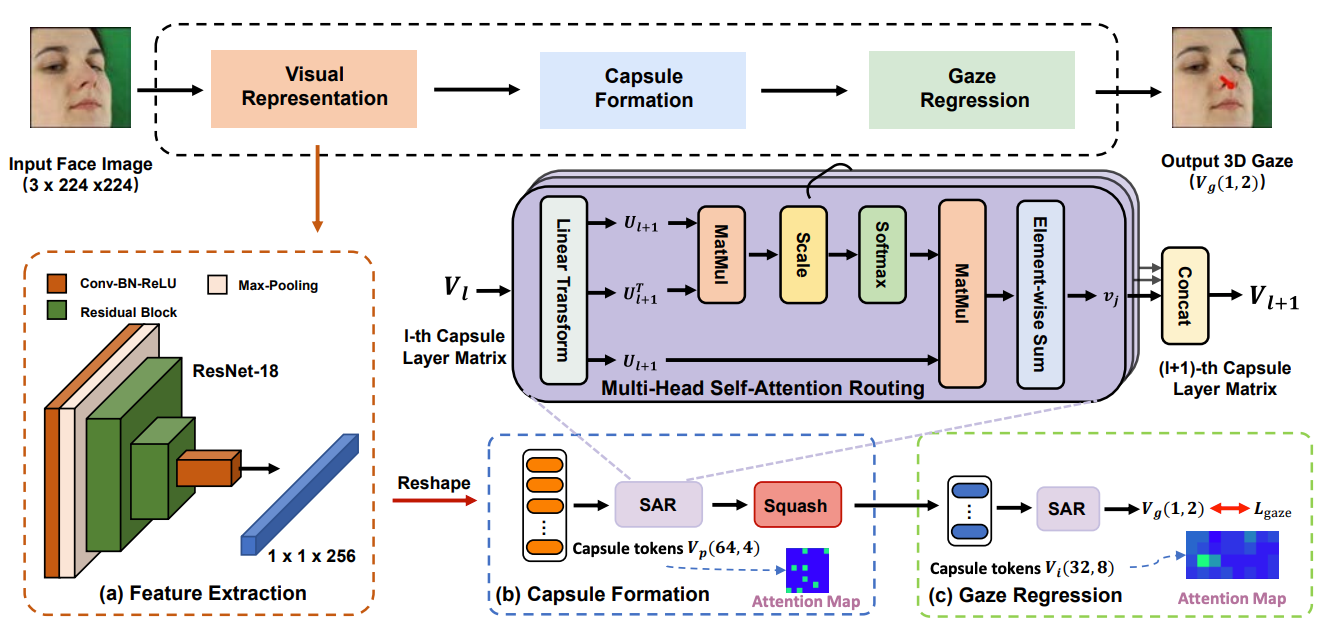 Visual
Representation
Capsule
Formation
Gaze
Regression
Input Face Image
(3 x 224 x224)
Output 3D Gaze
(V_g(1,2))
V_l
l-th Capsule
Layer Matrix
Linear Transform
U_{l+1}
U^T_{l+1}
U_{l+1}
MatMul
Scale
Softmax
MatMul
Element-wise Sum
v_j
Concat
V_{l+1}
(l+1)-th Capsule
Layer Matrix
Multi-Head Self-Attention Routing
Conv-BN-ReLU
Max-Pooling
Residual Block
ResNet-18
1 x 1 x 256
(a) Feature Extraction
Reshape
SAR
Squash
Capsule tokens V_p(64,4)
Attention Map
(b) Capsule Formation
SAR
V_g(1,2)
L_gaze
Capsule tokens V_i(32,8)
Attention Map
(c) Gaze Regression